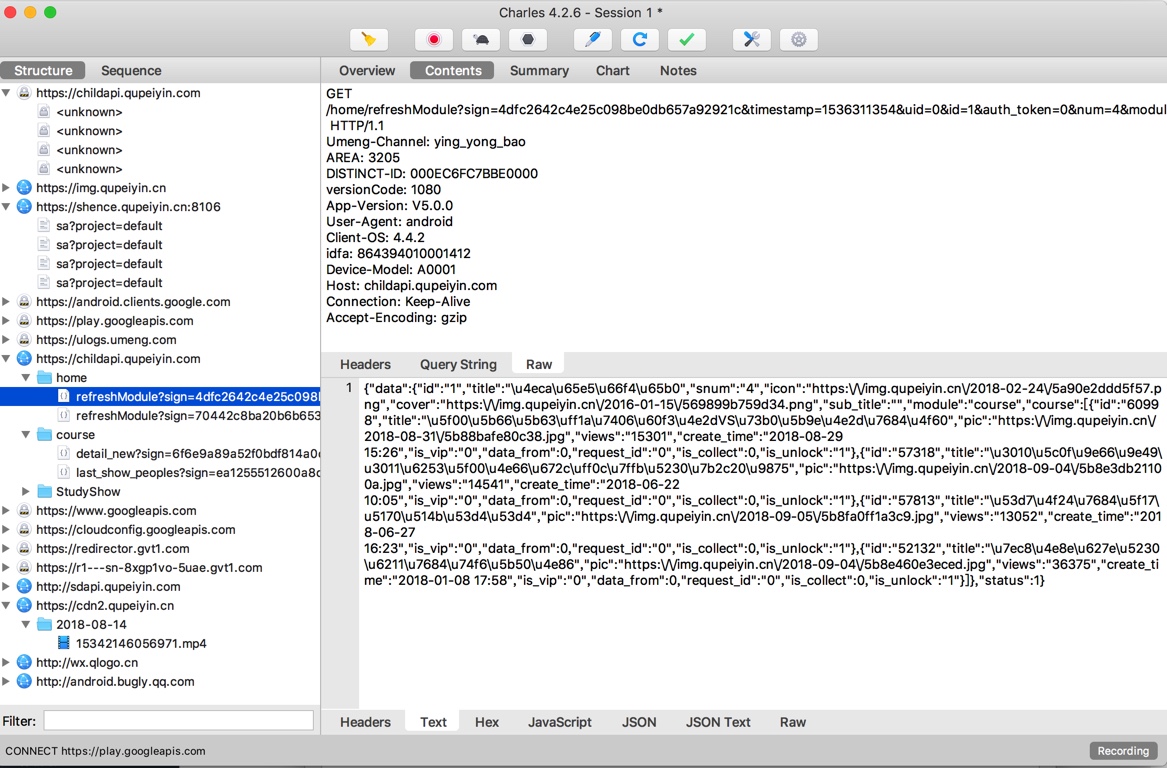 Charles 4.2.6 - Session 1 *
Structure
Sequence
Overview
Contents
Summary
Chart
Notes
https://childapi.qupeiyin.com
<unknown>
<unknown>
<unknown>
<unknown>
https://img.qupeiyin.cn
https://shence.qupeiyin.cn:8106
sa?project=default
sa?project=default
sa?project=default
sa?project=default
https://android.clients.google.com
https://play.googleapis.com
https://ulogs.umeng.com
https://childapi.qupeiyin.com
home
refreshModule?sign=4dfc2642c4e25c098
refreshModule?sign=70442c8ba20b6b653
course
detail_new?sign=6f6e9a89a52f0bdf814a0
last_show_peoples?sign=ea1255512600a8
StudyShow
https://www.googleapis.com
https://cloudconfig.googleapis.com
https://redirector.gvt1.com
https://r1---sn-8xgp1vo-5uae.gvt1.com
http://sdapi.qupeiyin.com
https://cdn2.qupeiyin.cn
2018-08-14
15342146056971.mp4
http://wx.qlogo.cn
http://android.bugly.qq.com
Filter:
CONNECT https://play.googleapis.com
GET
/home/refreshModule?sign=4dfc2642c4e25c098be0db657a92921c&timestamp=1536311354&uid=0&id=1&auth_token=0&num=4&modul
HTTP/1.1
Umeng-Channel: ying_yong_bao
AREA: 3205
DISTINCT-ID: 000EC6FC7BBE0000
versionCode: 1080
App-Version: V5.0.0
User-Agent: android
Client-OS: 4.4.2
idfa: 864394010001412
Device-Model: A0001
Host: childapi.qupeiyin.com
Connection: Keep-Alive
Accept-Encoding: gzip
Headers
Query String
Raw
1
{"data":{"id":"1","title":"\u4eca\u65e5\u66f4\u65b0","snum":"4","icon":"https:\/\/img.qupeiyin.cn\/2018-02-24\/5a90e2ddd5f57.p
ng","cover":"https:\/\/img.qupeiyin.cn\/2016-01-15\/569899b759d34.png","sub_title":"","module":"course","course":[{"id":"6099
8","title":"\u5f00\u5b66\u5b63\uff1a\u7406\u60f3\u4e2dVS\u73b0\u5b9e\u4e2d\u7684\u4f60","pic":"https:\/\/img.qupeiyin.cn\/
2018-08-31\/5b88bafe80c38.jpg","views":"15301","create_time":"2018-08-29
15:26","is_vip":"0","data_from":0,"request_id":"0","is_collect":0,"is_unlock":"1"},{"id":"57318","title":"\u3010\u5c0f\u9e66\u9e49\
\u3011\u6253\u5f00\u4e66\u672c\uff0c\u7ffb\u5230\u7b2c20\u9875","pic":"https:\/\/img.qupeiyin.cn\/2018-09-04\/5b8e3db2110
0a.jpg","views":"14541","create_time":"2018-06-22
10:05","is_vip":"0","data_from":0,"request_id":"0","is_collect":0,"is_unlock":"1"},{"id":"57813","title":"\u53d7\u4f24\u7684\u5f17\
u5170\u514b\u53d4\u53d4","pic":"https:\/\/img.qupeiyin.cn\/2018-09-05\/5b8fa0ff1a3c9.jpg","views":"13052","create_time":"201
8-06-27
16:23","is_vip":"0","data_from":0,"request_id":"0","is_collect":0,"is_unlock":"1"},{"id":"52132","title":"\u7ec8\u4e8e\u627e\u5230
\u6211\u7684\u74f6\u5b50\u4e86","pic":"https:\/\/img.qupeiyin.cn\/2018-09-04\/5b8e460e3eced.jpg","views":"36375","create_ti
me":"2018-01-08 17:58","is_vip":"0","data_from":0,"request_id":"0","is_collect":0,"is_unlock":"1"}]},"status":1}
Headers
Text
Hex
JavaScript
JSON
JSON Text
Raw
Recording